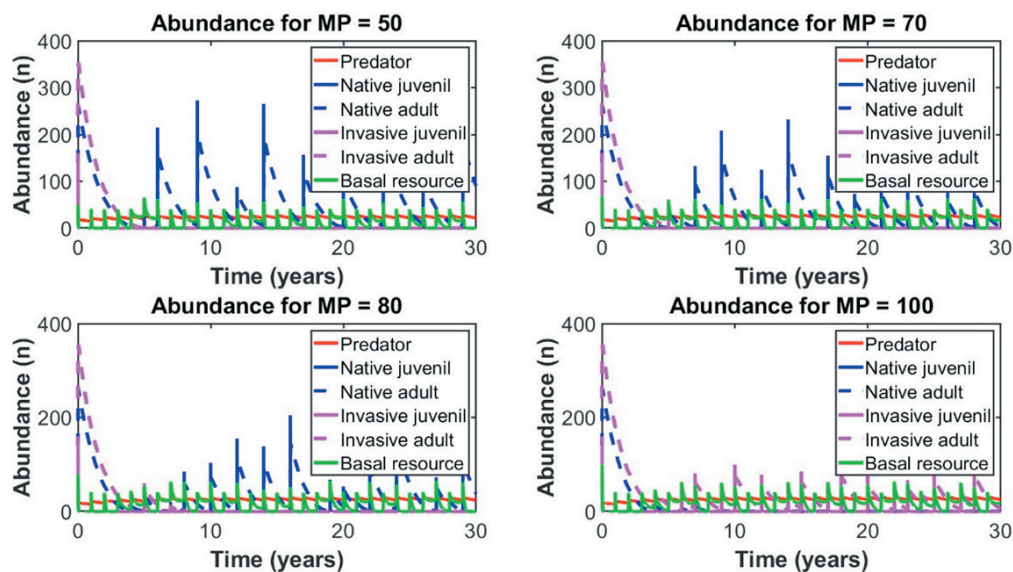 Abundance for MP = 50
Abundance (n)
400
300
200
100
0
0 10 20 30
Time (years)
Predator
Native juvenil
Native adult
Invasive juvenil
Invasive adult
Basal resource
Abundance for MP = 70
Abundance (n)
400
300
200
100
0
0 10 20 30
Time (years)
Predator
Native juvenil
Native adult
Invasive juvenil
Invasive adult
Basal resource
Abundance for MP = 80
Abundance (n)
400
200
0
0 10 20 30
Time (years)
Predator
Native juvenil
Native adult
Invasive juvenil
Invasive adult
Basal resource
Abundance for MP = 100
Abundance (n)
400
200
0
0 10 20 30
Time (years)
Predator
Native juvenil
Native adult
Invasive juvenil
Invasive adult
Basal resource